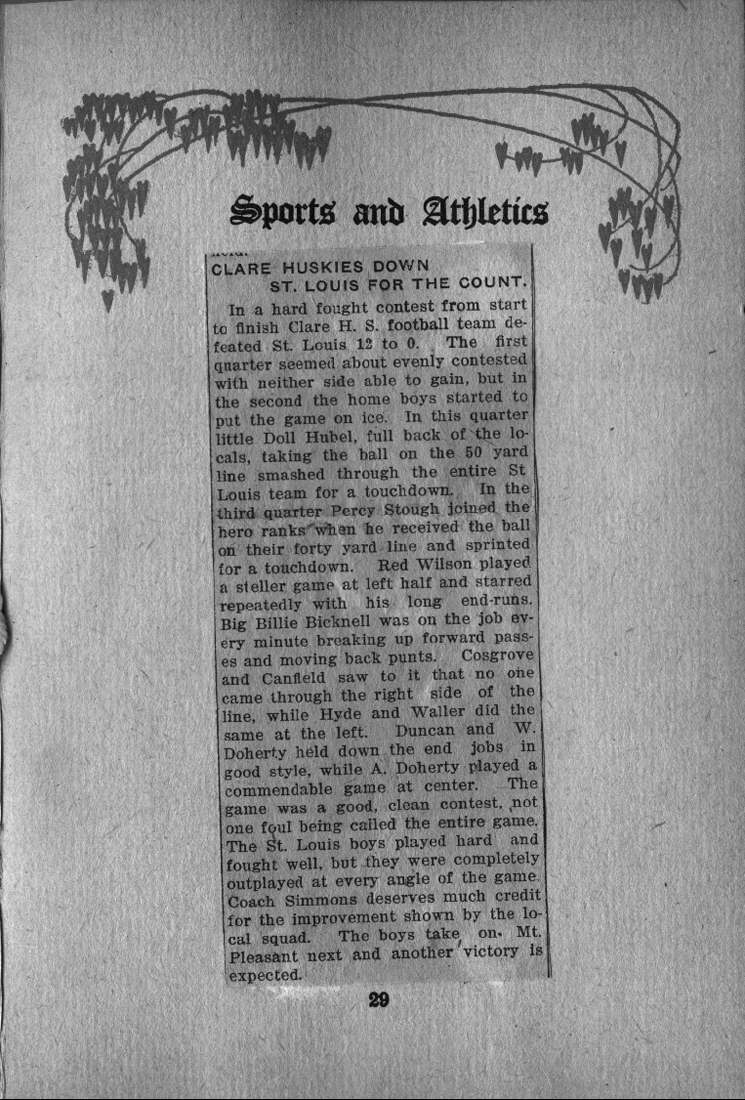 Sports and Athletics
CLARE HUSKIES DOWN
ST. LOUIS FOR THE COUNT.
In a hard fought contest from start
to finish Clare H. S. football team de-
feated St. Louis 12 to 0. The first
quarter seemed about evenly contested
with neither side able to gain, but in
the second the home boys started to
put the game on ice. In this quarter
little Doll Hubel, full back of the lo-
cals, taking the ball on the 50 yard
line smashed through the entire St
Louis team for a touchdown. In the
third quarter Percy Stough joined the
hero ranks when he received the ball
on their forty yard line and sprinted
for a touchdown. Red Wilson played
a steller game at left half and starred
repeatedly with his long end-runs.
Big Billie Bicknell was on the job ev-
ery minute breaking up forward pass-
es and moving back punts. Cosgrove
and Canfield saw to it that no one
came through the right side of the
line, while Hyde and Waller did the
same at the left. Duncan and W.
Doherty held down the end jobs in
good style, while A. Doherty played a
commendable game at center. The
game was a good, clean contest, not
one foul being called the entire game.
The St. Louis boys played hard and
fought well, but they were completely
outplayed at every angle of the game.
Coach Simmons deserves much credit
for the improvement shown by the lo-
cal squad. The boys take on. Mt.
Pleasant next and another victory is
expected.
29